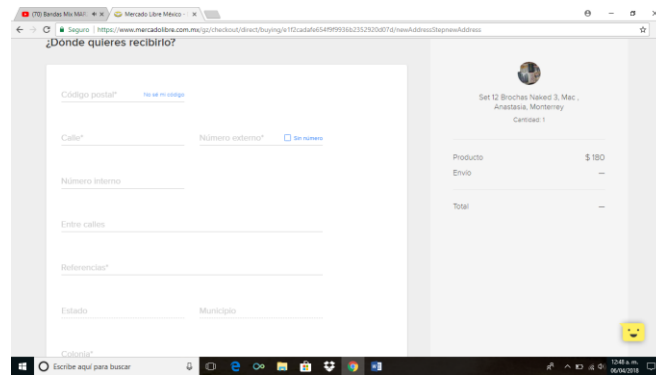 (70) Bandas Mix MÁR
Mercado Libre México -
Seguro | https://www.mercadolibre.com.mx/gz/checkout/direct/buying/e1f2cadafe654f9f9936b2352920d07d/newAddressStepnewAddress
¿Dónde quieres recibirlo?
Código postal* No sé mi código
Calle* Número externo* Sin número
Número interno
Entre calles
Referencias*
Estado Municipio
Colonia*
Set 12 Brochas Naked 3, Mac ,
Anastasia, Monterrey
Cantidad: 1
Producto $ 180
Envío —
Total —
Escribe aquí para buscar
12:48 a. m.
06/04/2018